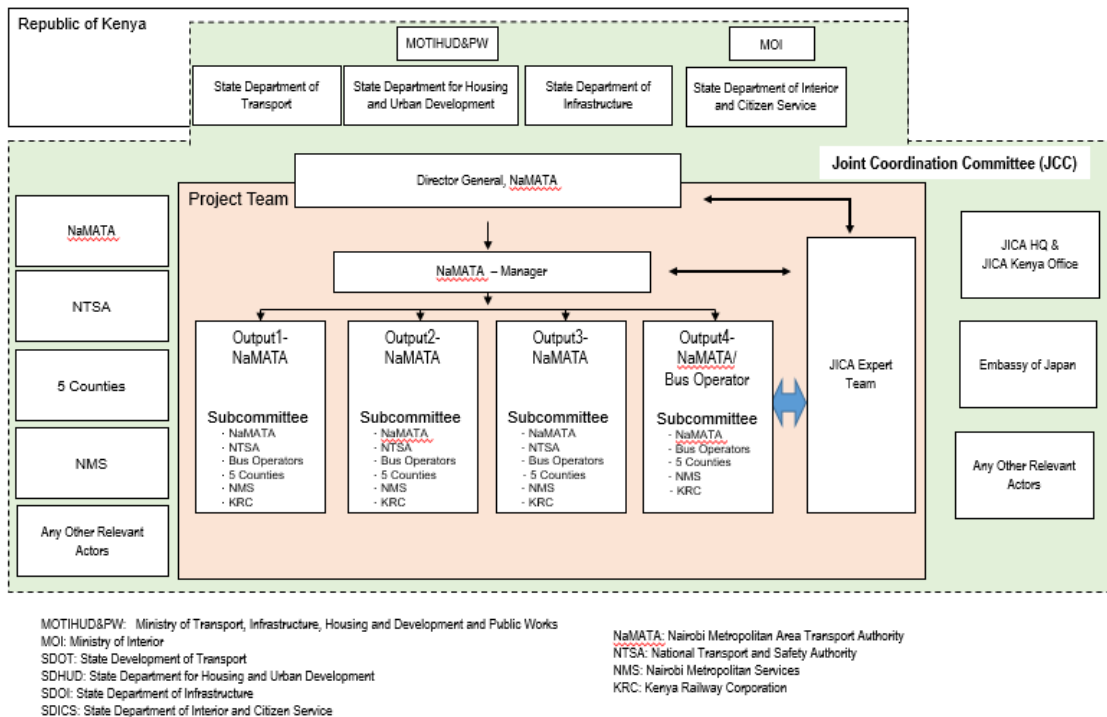 Republic of Kenya
MOTIHUD&PW
MOI
State Department of
Transport
State Department for Housing
and Urban Development
State Department of
Infrastructure
State Department of Interior
and Citizen Service
Joint Coordination Committee (JCC)
Director General, NaMATA
Project Team
NaMATA
NTSA
5 Counties
NMS
Any Other Relevant
Actors
NaMATA – Manager
Output1-
NaMATA
Subcommittee
- NaMATA
- NTSA
- Bus Operators
- 5 Counties
- NMS
- KRC
Output2-
NaMATA
Subcommittee
- NaMATA
- NTSA
- Bus Operators
- 5 Counties
- NMS
- KRC
Output3-
NaMATA
Subcommittee
- NaMATA
- NTSA
- Bus Operators
- 5 Counties
- NMS
- KRC
Output4-
NaMATA/
Bus Operator
Subcommittee
- NaMATA
- Bus Operators
- 5 Counties
- NMS
- KRC
JICA Expert
Team
JICA HQ &
JICA Kenya Office
Embassy of Japan
Any Other Relevant
Actors
MOTIHUD&PW: Ministry of Transport, Infrastructure, Housing and Development and Public Works
MOI: Ministry of Interior
SDOT: State Development of Transport
SDHUD: State Department for Housing and Urban Development
SDOI: State Department of Infrastructure
SDICS: State Department of Interior and Citizen Service
NaMATA: Nairobi Metropolitan Area Transport Authority
NTSA: National Transport and Safety Authority
NMS: Nairobi Metropolitan Services
KRC: Kenya Railway Corporation